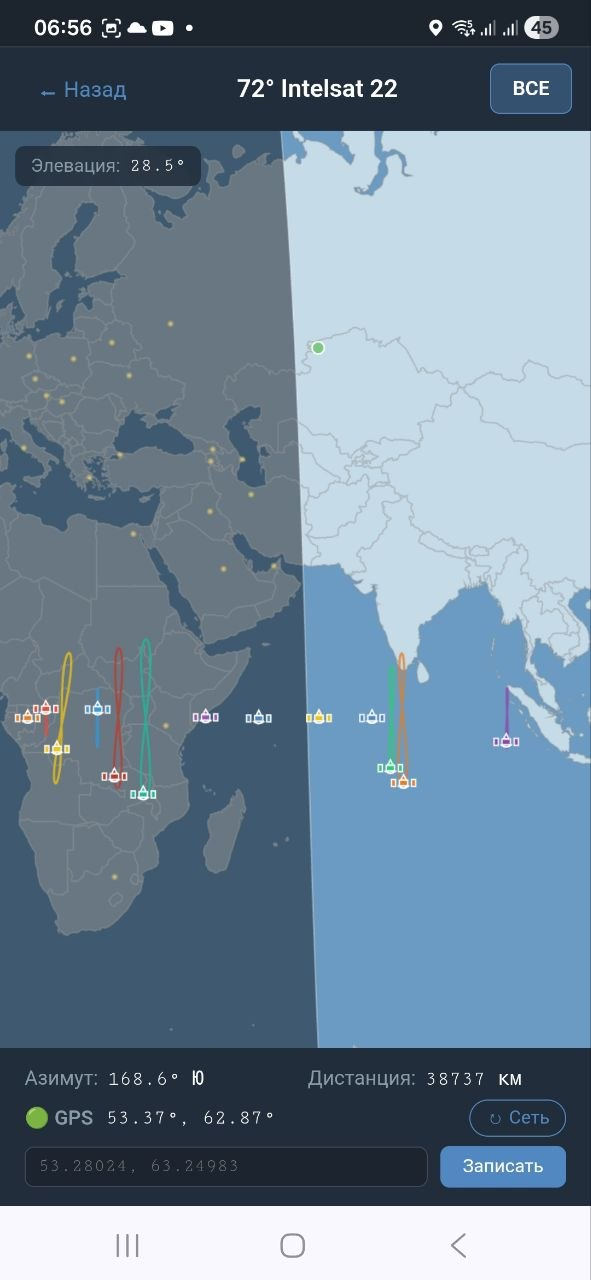 06:56 45
← Назад 72° Intelsat 22 ВСЕ
Элевация: 28.5°
Азимут: 168.6° Ю Дистанция: 38737 км
GPS 53.37°, 62.87° ↻ Сеть
53.28024, 63.24983 Записать